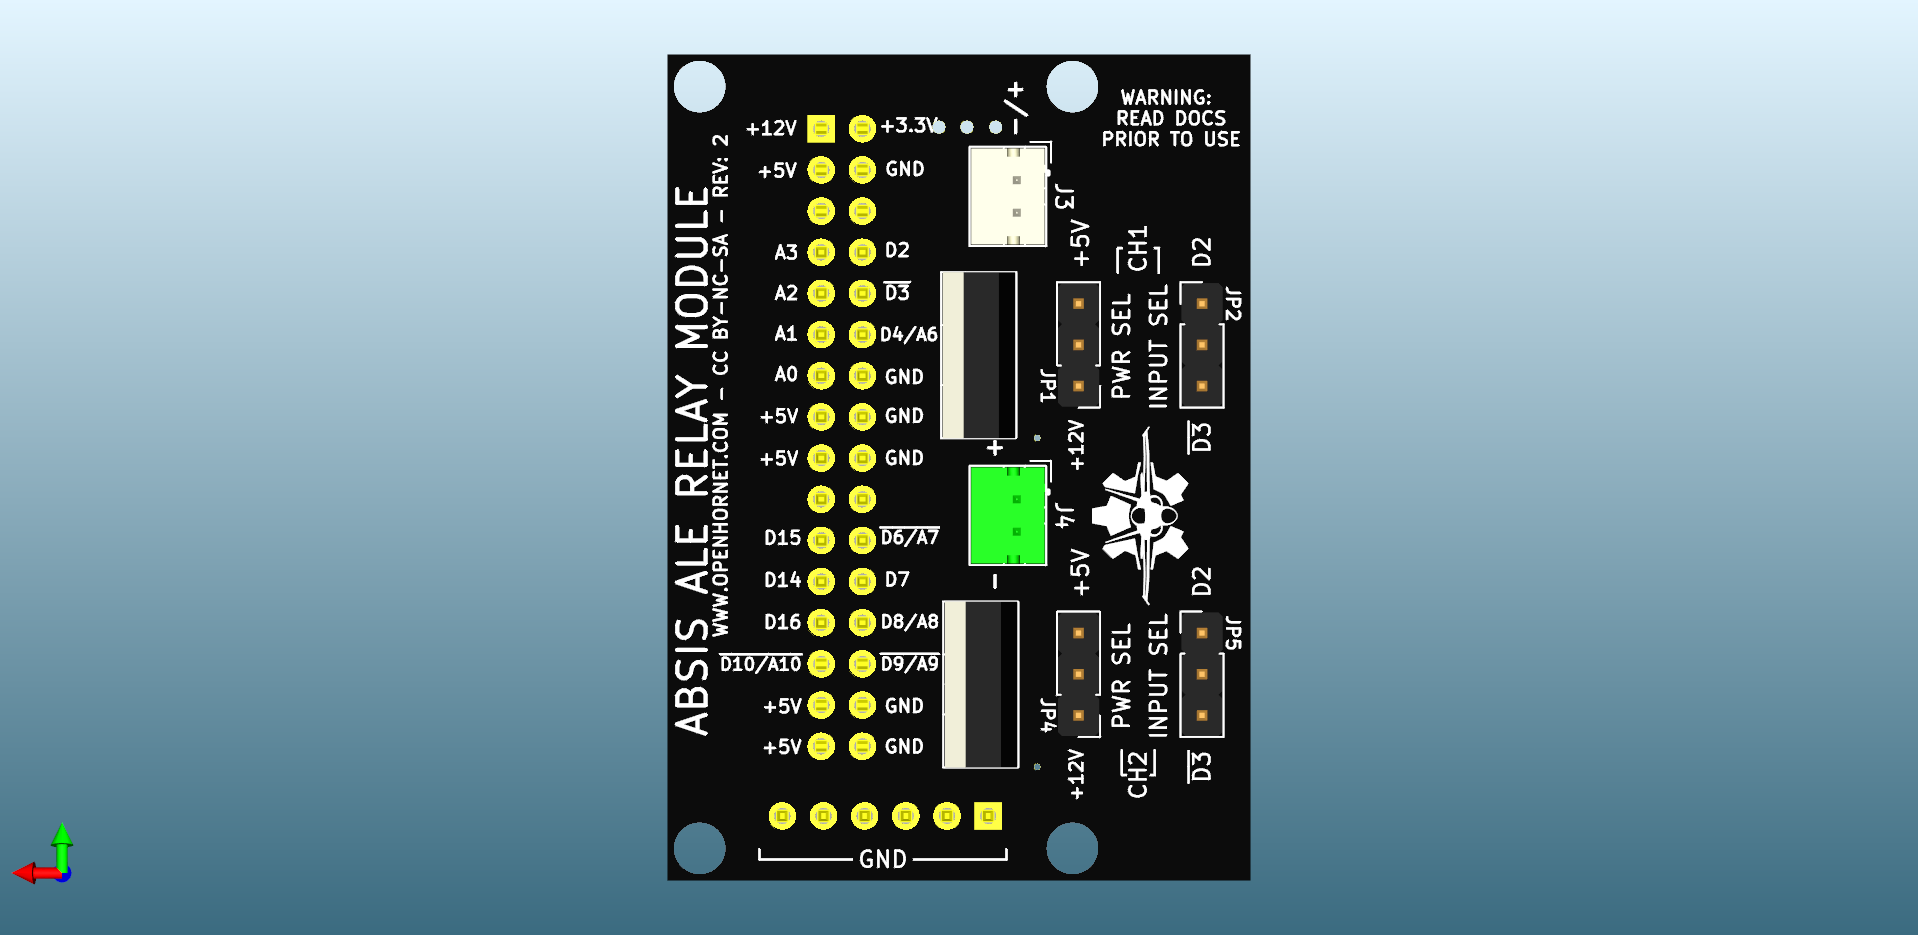 ABSIS ALE RELAY MODULE
WWW.OPENHORNET.COM - CC BY-NC-SA - REV: 2
+12V +3.3V
+5V GND
A3 D2
A2 D3
A1 D4/A6
A0 GND
+5V GND
+5V GND
D15 D6/A7
D14 D7
D16 D8/A8
D10/A10 D9/A9
+5V GND
+5V GND
GND
+/-
J3
+
J4
-
WARNING:
READ DOCS
PRIOR TO USE
+5V
CH1
D2
JP1
PWR SEL
INPUT SEL
JP2
+12V
D3
+5V
D2
JP4
PWR SEL
INPUT SEL
JP5
+12V
CH2
D3